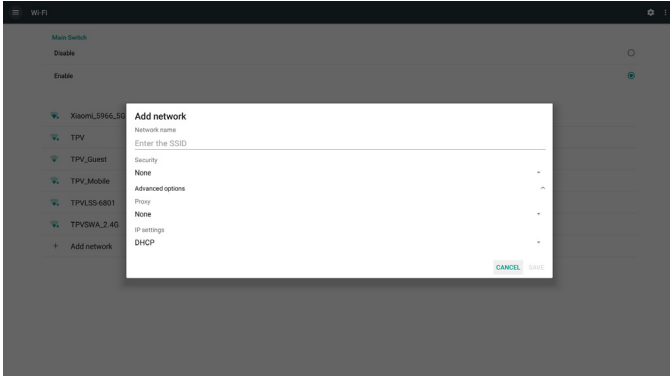 Wi-Fi
Main Switch
Disable
Enable
Xiaomi_5966_5G
TPV
TPV_Guest
TPV_Mobile
TPVLSS-6801
TPVSWA_2.4G
Add network
Add network
Network name
Enter the SSID
Security
None
Advanced options
Proxy
None
IP settings
DHCP
CANCEL SAVE